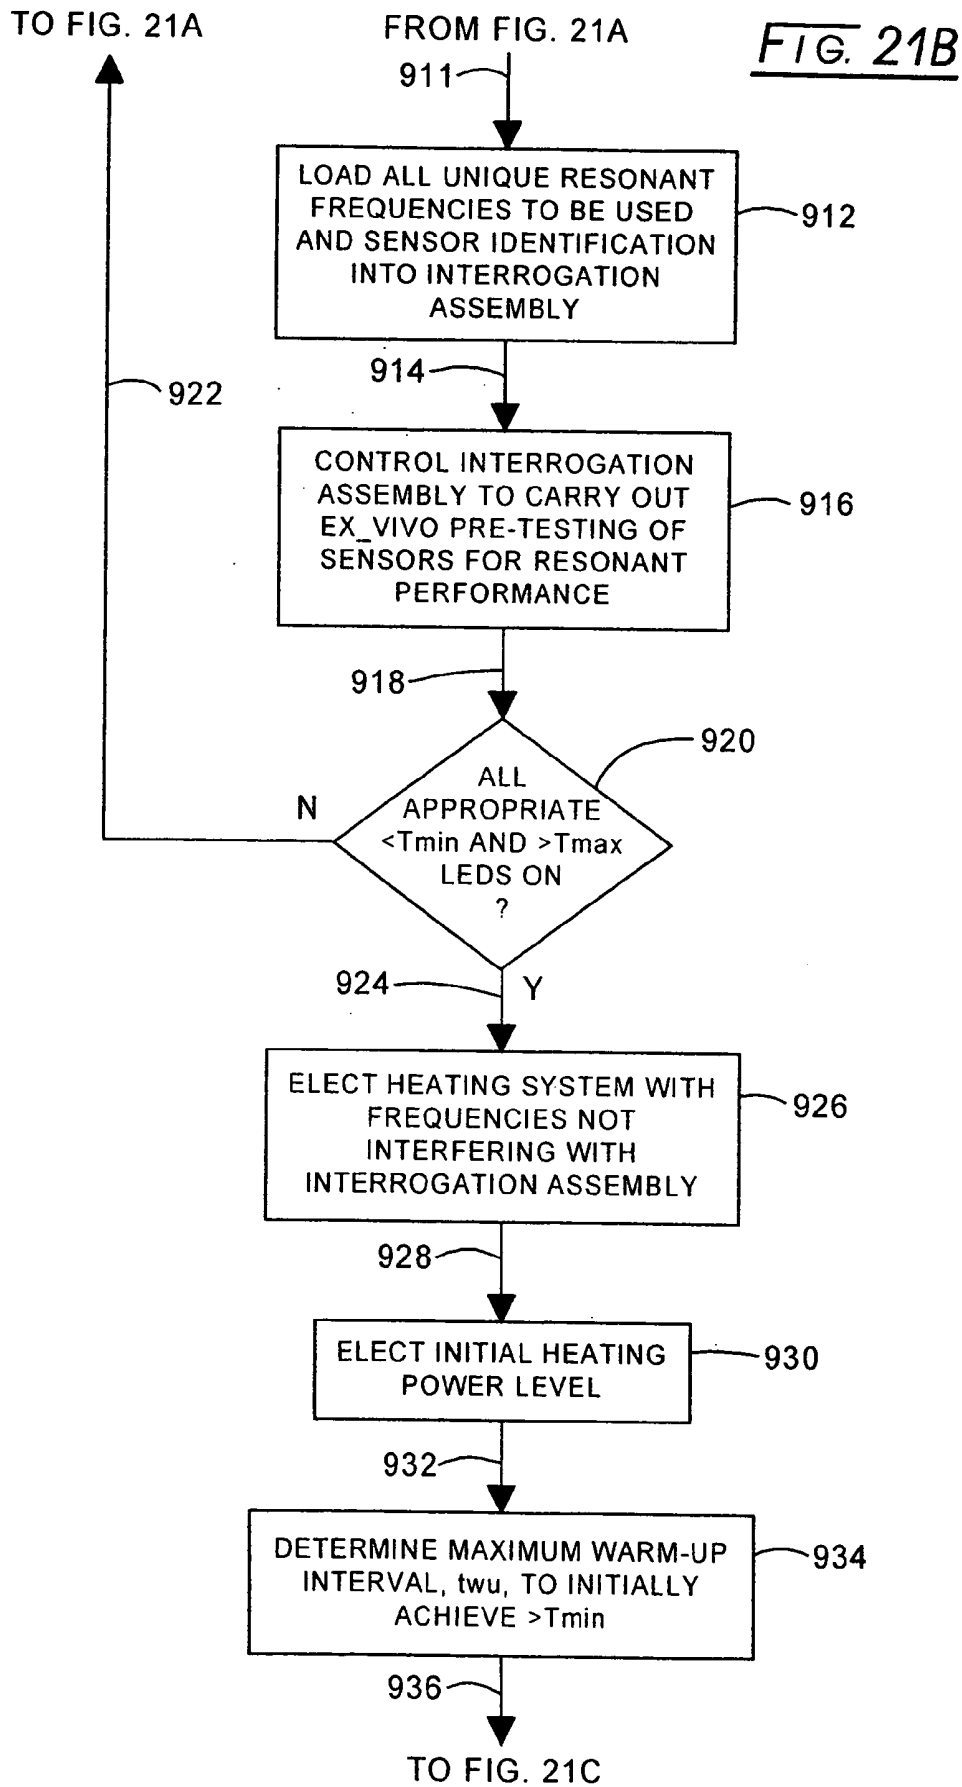 TO FIG. 21A
FROM FIG. 21A
FIG. 21B
911
LOAD ALL UNIQUE RESONANT
FREQUENCIES TO BE USED
AND SENSOR IDENTIFICATION
INTO INTERROGATION
ASSEMBLY
912
914
922
CONTROL INTERROGATION
ASSEMBLY TO CARRY OUT
EX_VIVO PRE-TESTING OF
SENSORS FOR RESONANT
PERFORMANCE
916
918
920
N
ALL
APPROPRIATE
<Tmin AND >Tmax
LEDS ON
?
924
Y
ELECT HEATING SYSTEM WITH
FREQUENCIES NOT
INTERFERING WITH
INTERROGATION ASSEMBLY
926
928
ELECT INITIAL HEATING
POWER LEVEL
930
932
DETERMINE MAXIMUM WARM-UP
INTERVAL, twu, TO INITIALLY
ACHIEVE >Tmin
934
936
TO FIG. 21C